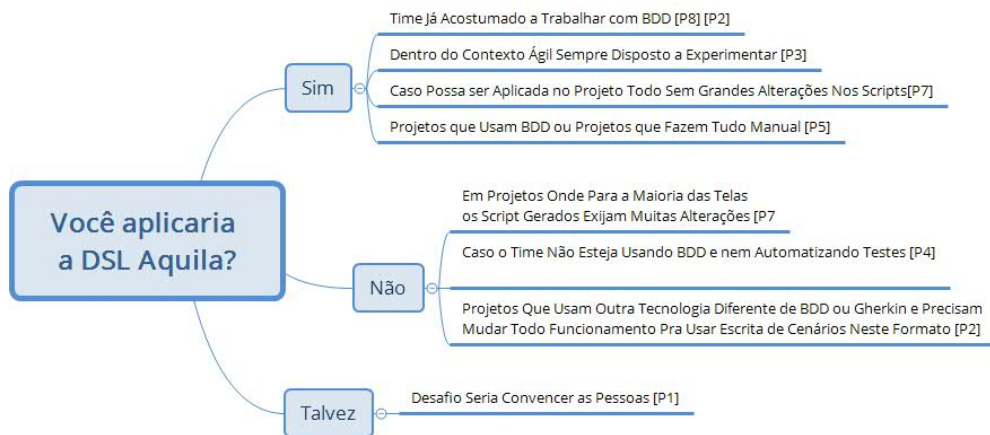 Você aplicaria
a DSL Aquila?
Sim
Time Já Acostumado a Trabalhar com BDD [P8] [P2]
Dentro do Contexto Ágil Sempre Disposto a Experimentar [P3]
Caso Possa ser Aplicada no Projeto Todo Sem Grandes Alterações Nos Scripts[P7]
Projetos que Usam BDD ou Projetos que Fazem Tudo Manual [P5]
Não
Em Projetos Onde Para a Maioria das Telas
os Script Gerados Exijam Muitas Alterações [P7
Caso o Time Não Esteja Usando BDD e nem Automatizando Testes [P4]
Projetos Que Usam Outra Tecnologia Diferente de BDD ou Gherkin e Precisam
Mudar Todo Funcionamento Pra Usar Escrita de Cenários Neste Formato [P2]
Talvez
Desafio Seria Convencer as Pessoas [P1]